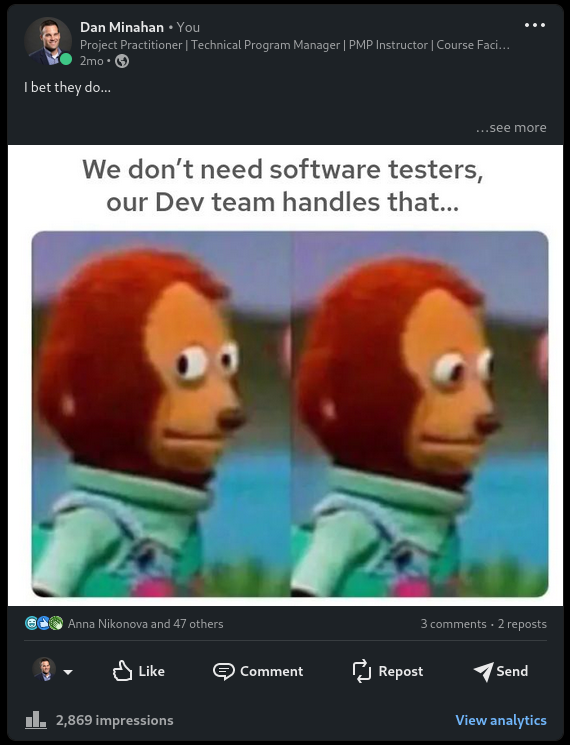 Dan Minahan • You
Project Practitioner | Technical Program Manager | PMP Instructor | Course Faci...
2mo •
I bet they do...
...see more
We don't need software testers,
our Dev team handles that...
Anna Nikonova and 47 others 3 comments • 2 reposts
Like Comment Repost Send
2,869 impressions View analytics